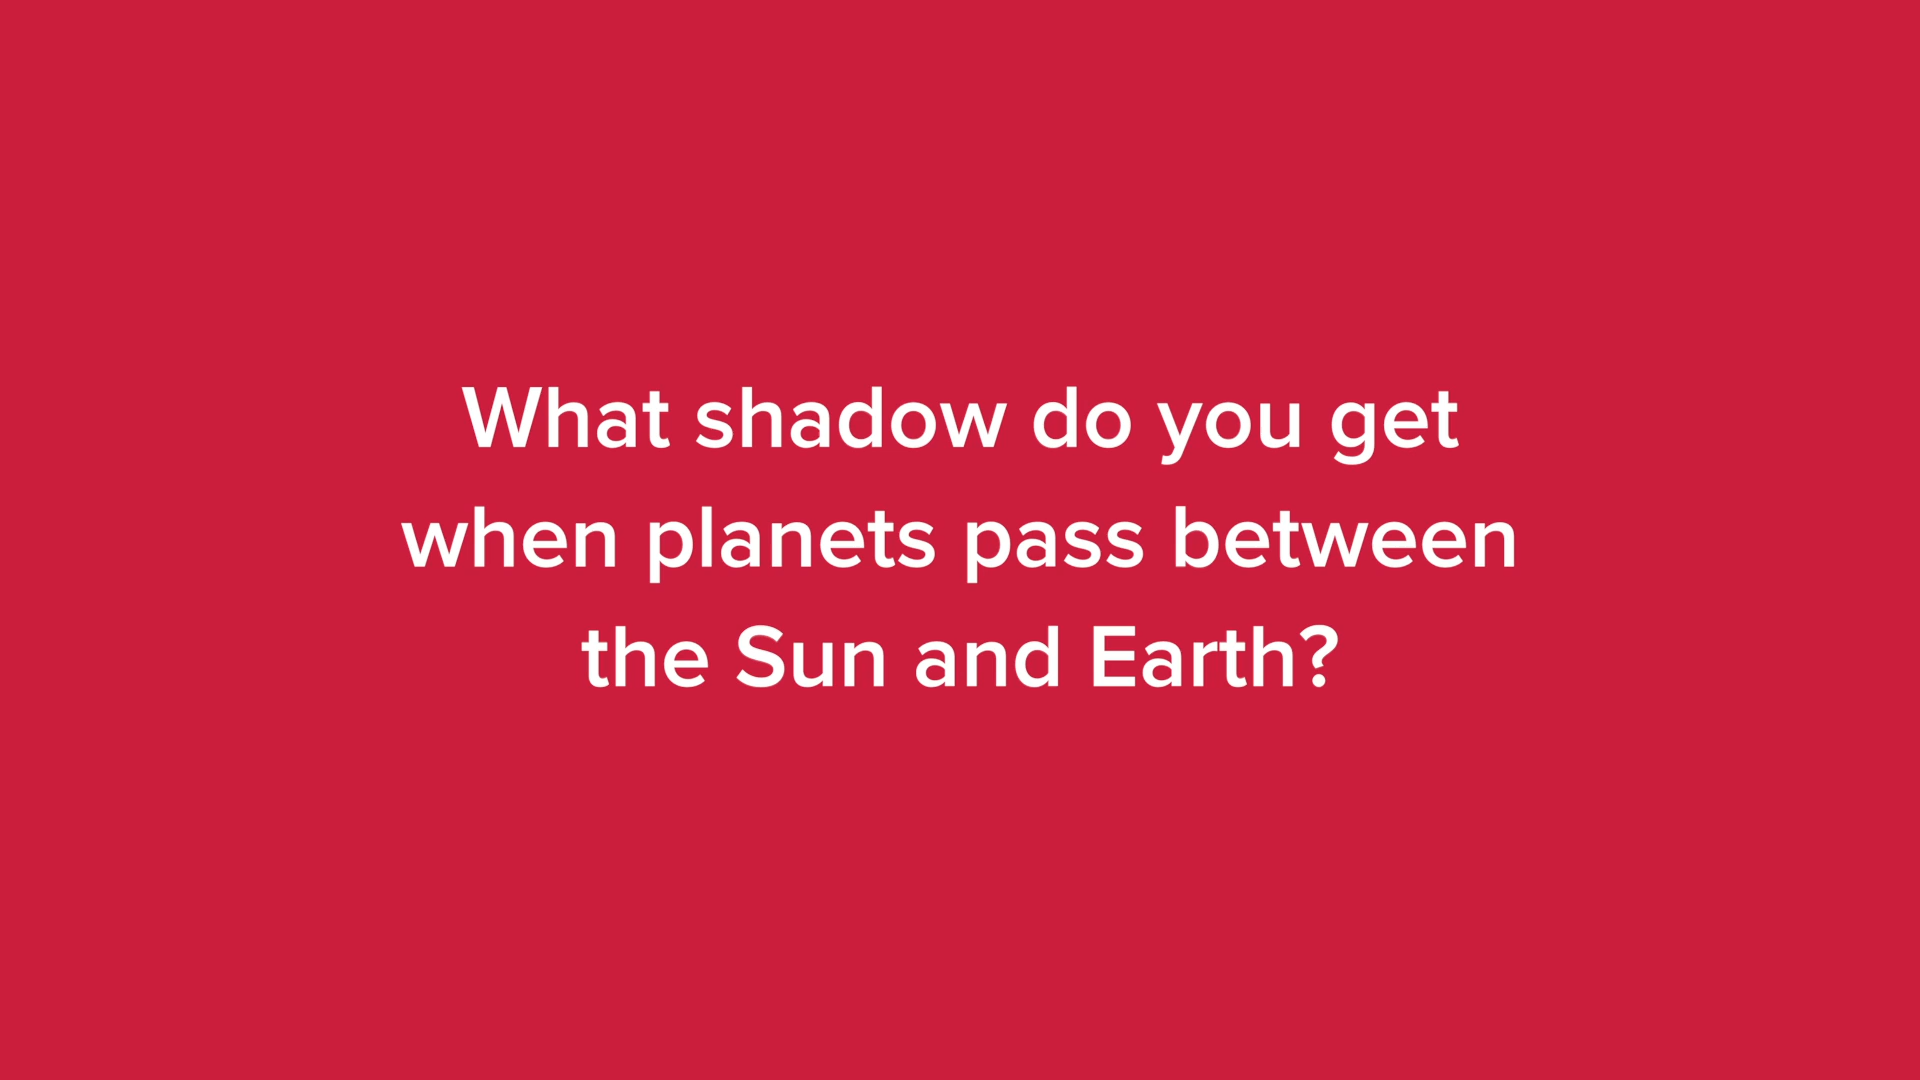 What shadow do you get
when planets pass between
the Sun and Earth?